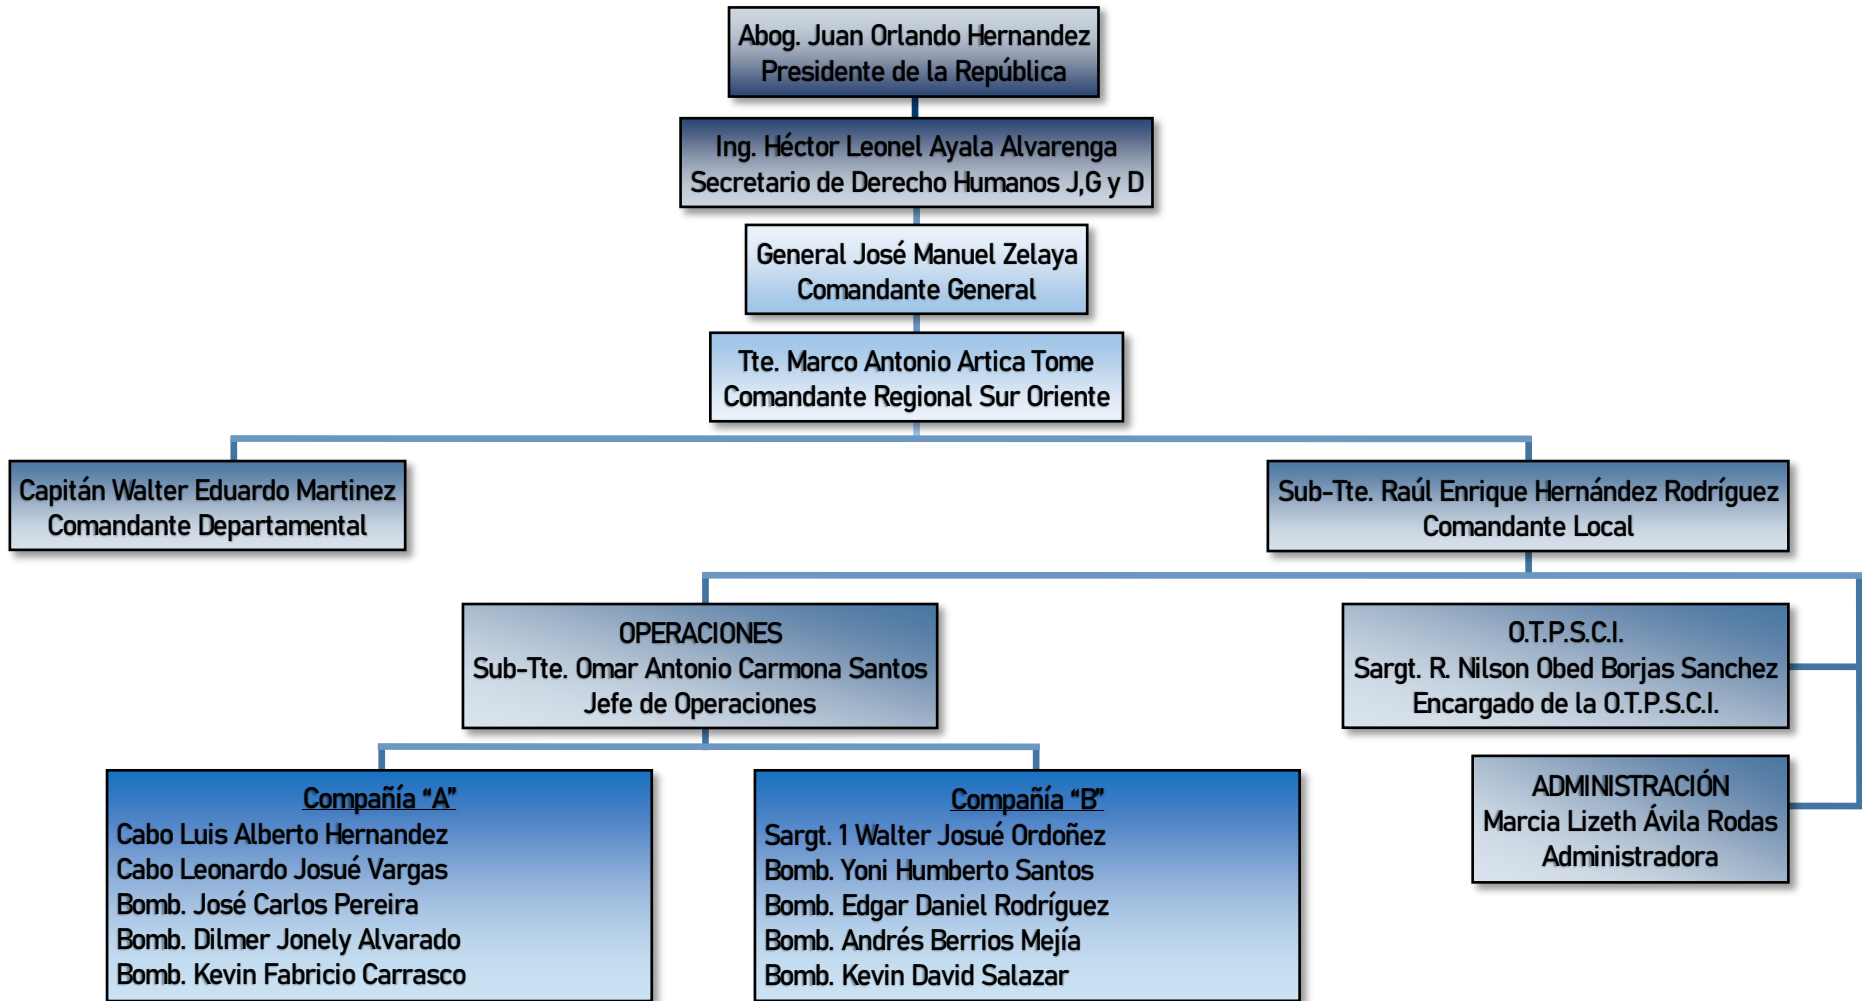 Abog. Juan Orlando Hernandez
Presidente de la República
Ing. Héctor Leonel Ayala Alvarenga
Secretario de Derecho Humanos J,G y D
General José Manuel Zelaya
Comandante General
Tte. Marco Antonio Artica Tome
Comandante Regional Sur Oriente
Capitán Walter Eduardo Martinez
Comandante Departamental
Sub-Tte. Raúl Enrique Hernández Rodríguez
Comandante Local
OPERACIONES
Sub-Tte. Omar Antonio Carmona Santos
Jefe de Operaciones
O.T.P.S.C.I.
Sargt. R. Nilson Obed Borjas Sanchez
Encargado de la O.T.P.S.C.I.
ADMINISTRACIÓN
Marcia Lizeth Ávila Rodas
Administradora
Compañía “A”
Cabo Luis Alberto Hernandez
Cabo Leonardo Josué Vargas
Bomb. José Carlos Pereira
Bomb. Dilmer Jonely Alvarado
Bomb. Kevin Fabricio Carrasco
Compañía “B”
Sargt. 1 Walter Josué Ordoñez
Bomb. Yoni Humberto Santos
Bomb. Edgar Daniel Rodríguez
Bomb. Andrés Berrios Mejía
Bomb. Kevin David Salazar